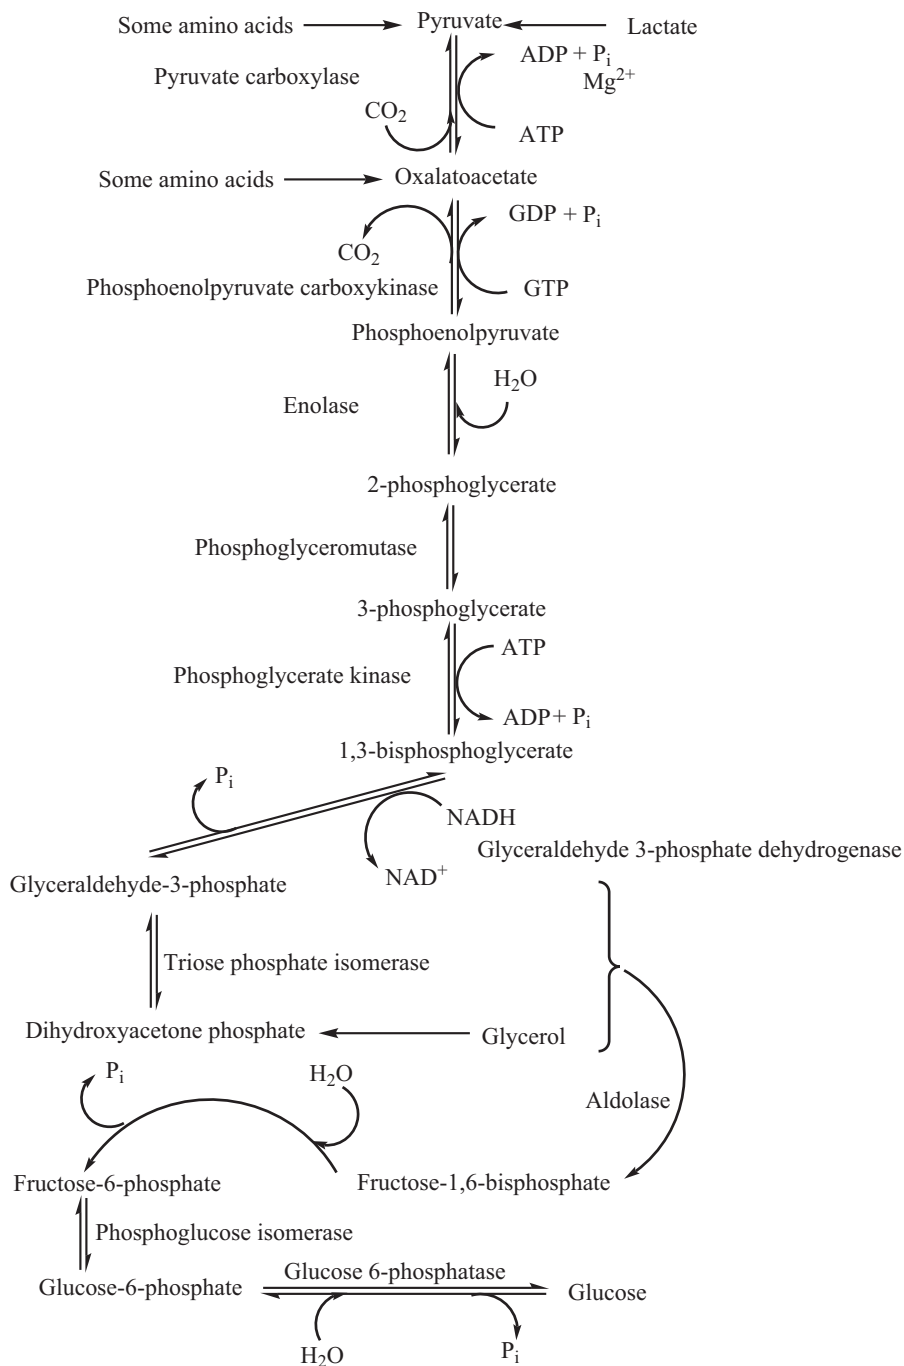 Some amino acids
Pyruvate
Lactate
Pyruvate carboxylase
ADP + Pi
Mg2+
CO2
ATP
Some amino acids
Oxalatoacetate
GDP + Pi
CO2
Phosphoenolpyruvate carboxykinase
GTP
Phosphoenolpyruvate
H2O
Enolase
2-phosphoglycerate
Phosphoglyceromutase
3-phosphoglycerate
ATP
Phosphoglycerate kinase
ADP + Pi
1,3-bisphosphoglycerate
Pi
NADH
Glyceraldehyde 3-phosphate dehydrogenase
NAD+
Glyceraldehyde-3-phosphate
Triose phosphate isomerase
Dihydroxyacetone phosphate
Glycerol
Pi
H2O
Aldolase
Fructose-6-phosphate
Fructose-1,6-bisphosphate
Phosphoglucose isomerase
Glucose-6-phosphate
Glucose 6-phosphatase
Glucose
H2O
Pi